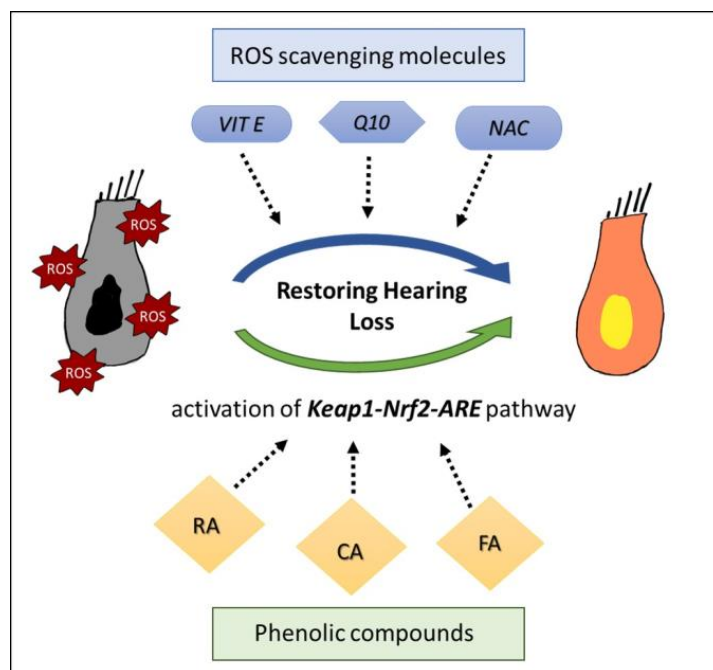 ROS scavenging molecules
VIT E
Q10
NAC
ROS
ROS
ROS
ROS
Restoring Hearing
Loss
activation of Keap1-Nrf2-ARE pathway
RA
CA
FA
Phenolic compounds